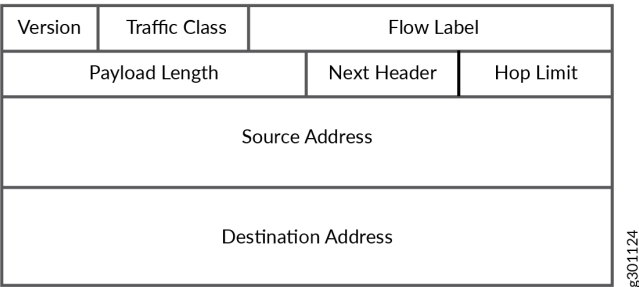 Version Traffic Class Flow Label
Payload Length Next Header Hop Limit
Source Address
Destination Address
g301124